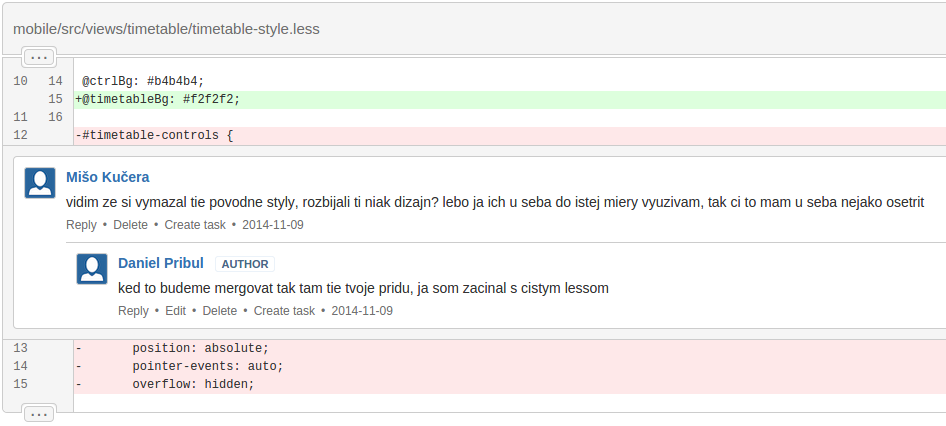 mobile/src/views/timetable/timetable-style.less
...
10 14 @ctrlBg: #b4b4b4;
15 +@timetableBg: #f2f2f2;
11 16
12 -#timetable-controls {
Mišo Kučera
vidim ze si vymazal tie povodne styly, rozbijali ti niak dizajn? lebo ja ich u seba do istej miery vyuzivam, tak ci to mam u seba nejako osetrit
Reply • Delete • Create task • 2014-11-09
Daniel Pribul AUTHOR
ked to budeme mergovat tak tam tie tvoje pridu, ja som zacinal s cistym lessom
Reply • Edit • Delete • Create task • 2014-11-09
13 - position: absolute;
14 - pointer-events: auto;
15 - overflow: hidden;
...